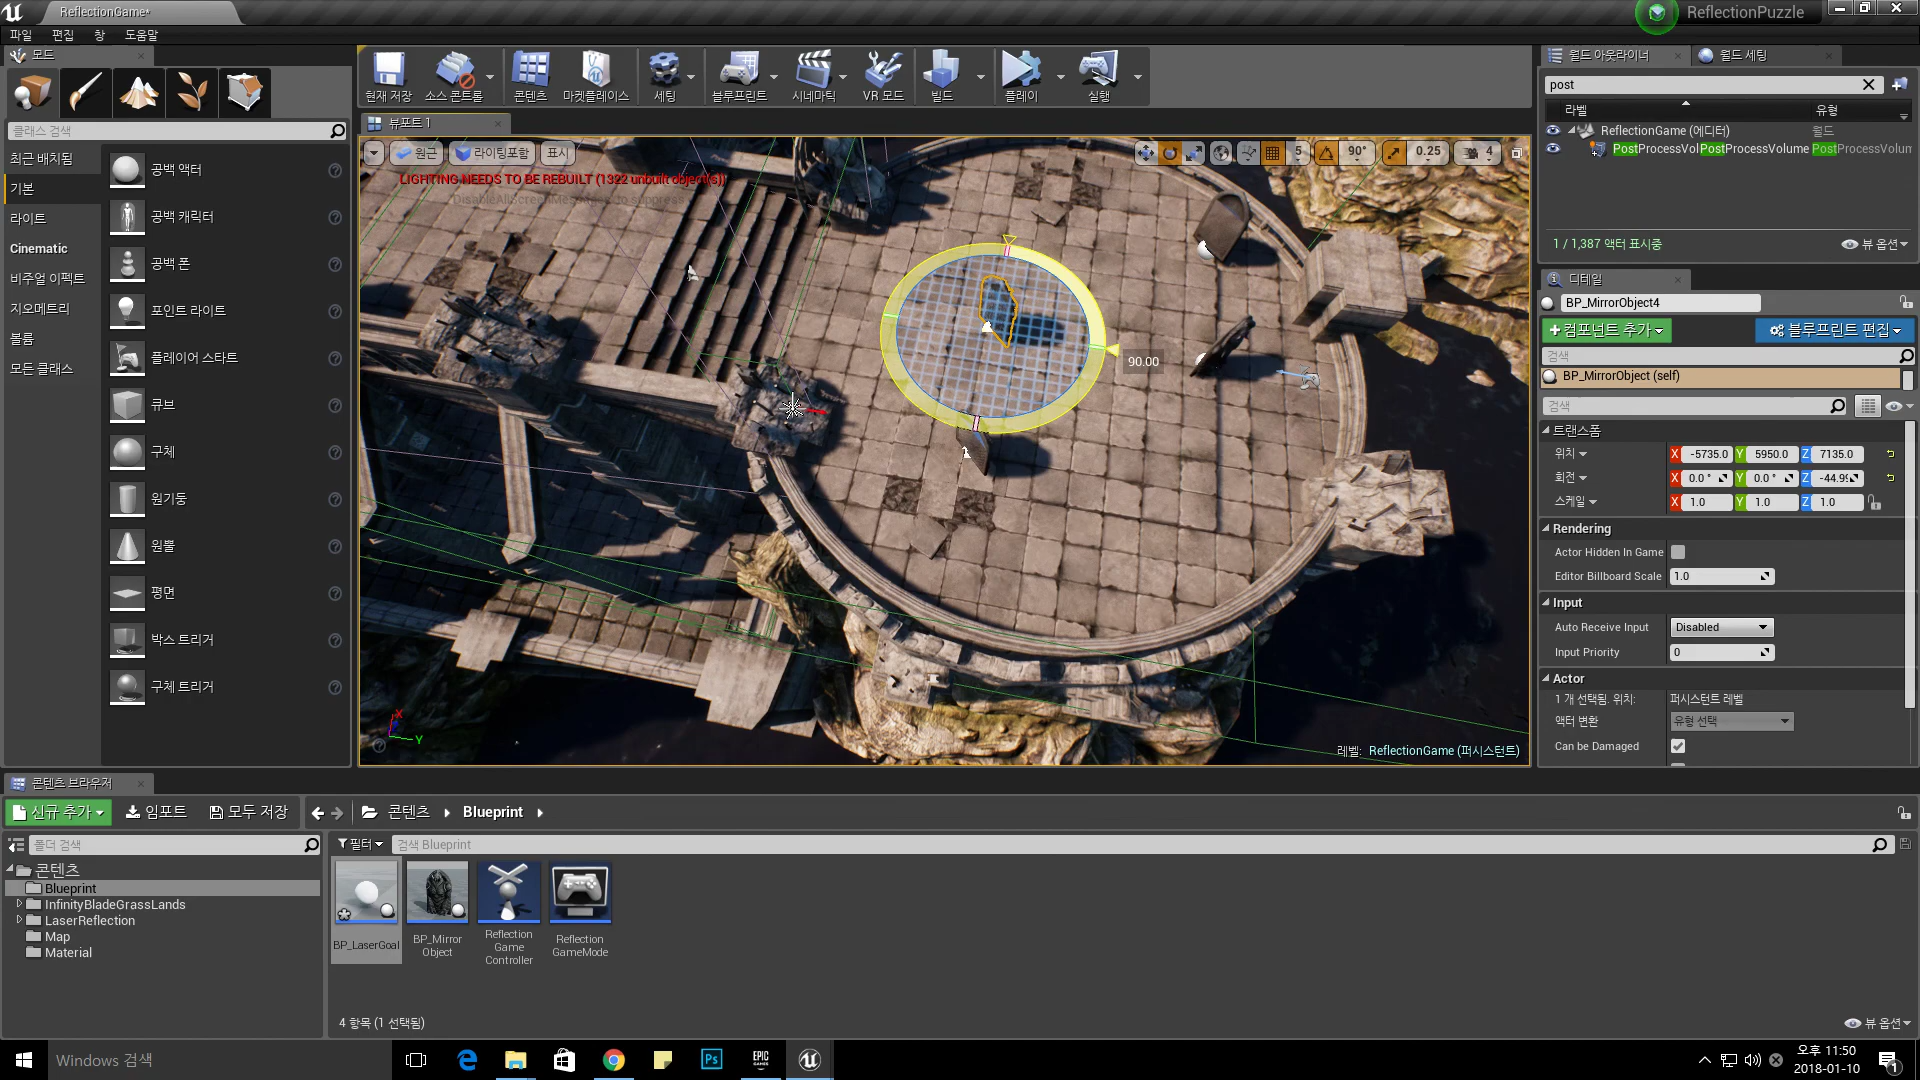 ReflectionGame*
ReflectionPuzzle
파일 편집 창 도움말
모드
현재 저장 소스 콘트롤 콘텐츠 마켓플레이스 세팅 블루프린트 시네마틱 VR 모드 빌드 플레이 실행
클래스 검색
최근 배치됨
기본
라이트
Cinematic
비주얼 이펙트
지오메트리
볼륨
모든 클래스
공백 액터
공백 캐릭터
공백 폰
포인트 라이트
플레이어 스타트
큐브
구체
원기둥
원뿔
평면
박스 트리거
구체 트리거
뷰포트 1
원근 라이팅포함 표시
5 90° 0.25 4
LIGHTING NEEDS TO BE REBUILT (1322 unbuilt object(s))
90.00
X
Y
레벨: ReflectionGame (퍼시스턴트)
월드 아웃라이너 월드 세팅
post
라벨 유형
ReflectionGame (에디터) 월드
PostProcessVolPostProcessVolume PostProcessVolum
1 / 1,387 액터 표시중 뷰 옵션
디테일
BP_MirrorObject4
+컴포넌트 추가 블루프린트 편집
검색
BP_MirrorObject (self)
검색
트랜스폼
위치 X -5735.0 Y 5950.0 Z 7135.0
회전 X 0.0 ° Y 0.0 ° Z -44.99
스케일 X 1.0 Y 1.0 Z 1.0
Rendering
Actor Hidden In Game
Editor Billboard Scale 1.0
Input
Auto Receive Input Disabled
Input Priority 0
Actor
1 개 선택됨. 위치: 퍼시스턴트 레벨
액터 변환 유형 선택
Can be Damaged
콘텐츠 브라우저
신규 추가 임포트 모두 저장 콘텐츠 Blueprint
폴더 검색
필터 검색 Blueprint
콘텐츠
Blueprint
InfinityBladeGrassLands
LaserReflection
Map
Material
BP_LaserGoal
BP_Mirror
Object
Reflection
Game
Controller
Reflection
GameMode
4 항목 (1 선택됨)
뷰 옵션
Windows 검색
Ps
EPIC
GAMES
오후 11:50
2018-01-10
1